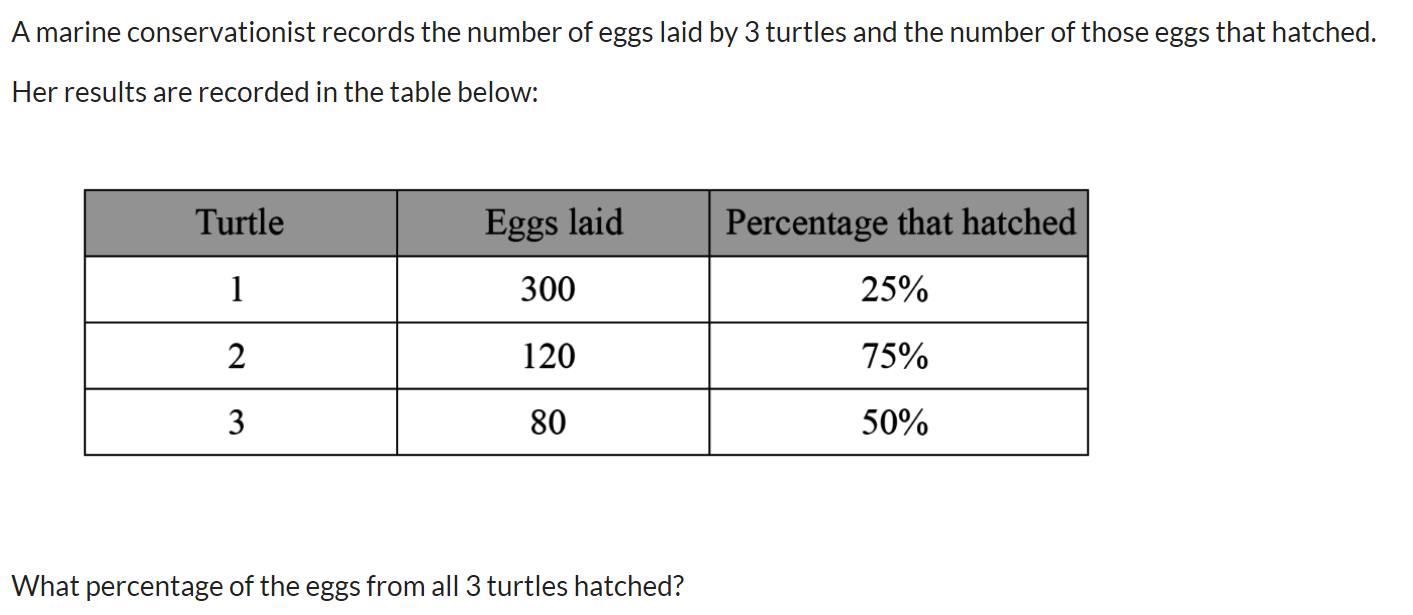 A marine conservationist records the number of eggs laid by 3 turtles and the number of those eggs that hatched.
Her results are recorded in the table below:
Turtle Eggs laid Percentage that hatched
1 300 25%
2 120 75%
3 80 50%
What percentage of the eggs from all 3 turtles hatched?